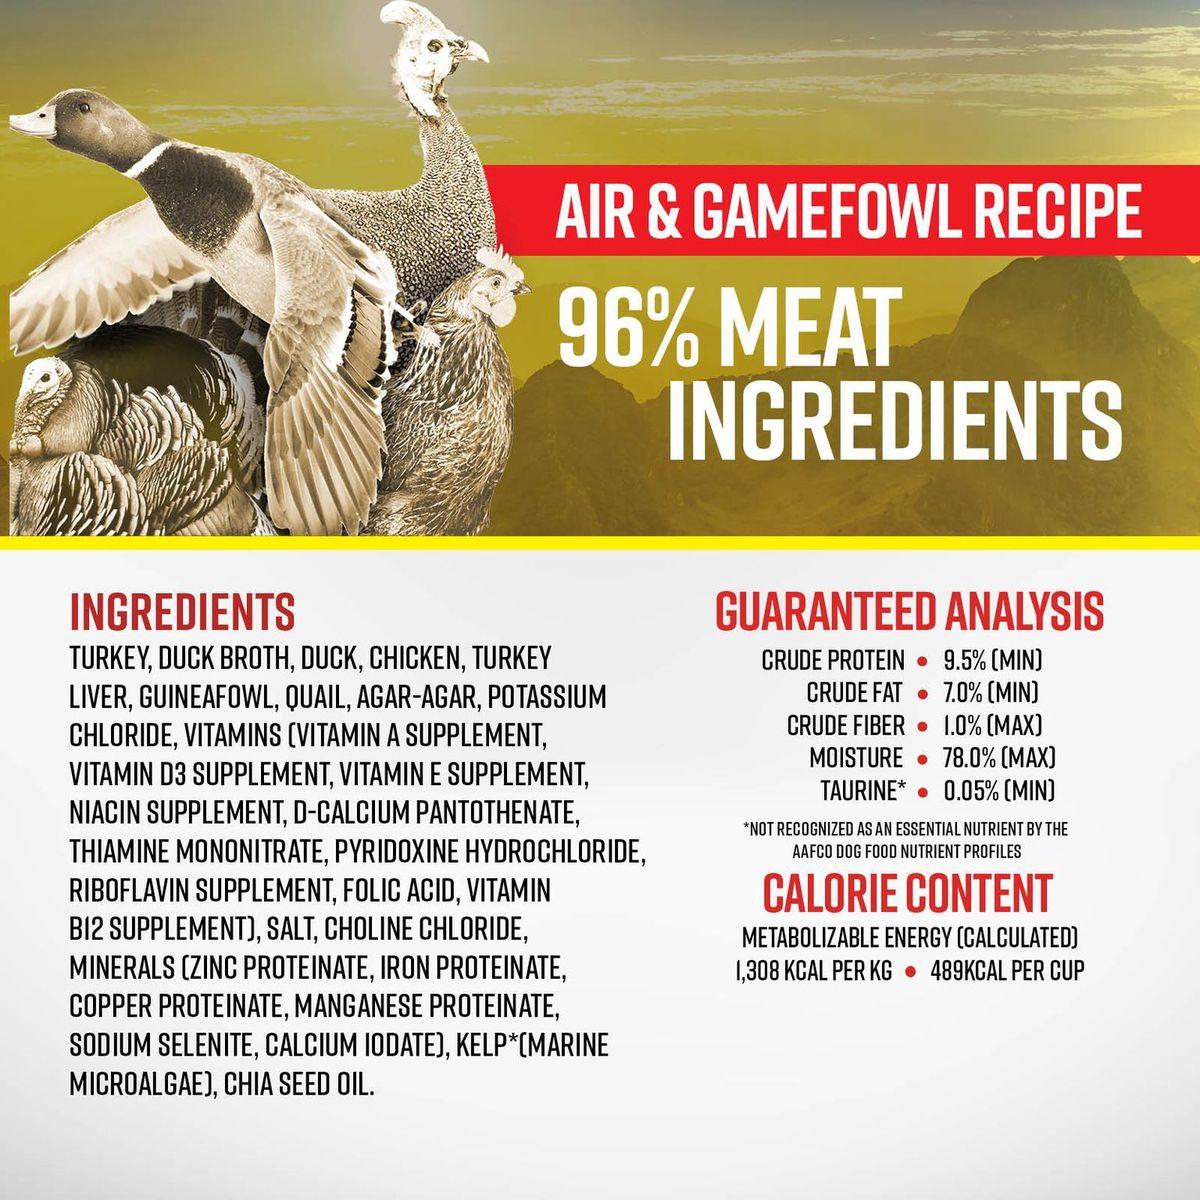 AIR & GAMEFOWL RECIPE
96% MEAT
INGREDIENTS
INGREDIENTS
TURKEY, DUCK BROTH, DUCK, CHICKEN, TURKEY
LIVER, GUINEAFOWL, QUAIL, AGAR-AGAR, POTASSIUM
CHLORIDE, VITAMINS (VITAMIN A SUPPLEMENT,
VITAMIN D3 SUPPLEMENT, VITAMIN E SUPPLEMENT,
NIACIN SUPPLEMENT, D-CALCIUM PANTOTHENATE,
THIAMINE MONONITRATE, PYRIDOXINE HYDROCHLORIDE,
RIBOFLAVIN SUPPLEMENT, FOLIC ACID, VITAMIN
B12 SUPPLEMENT), SALT, CHOLINE CHLORIDE,
MINERALS (ZINC PROTEINATE, IRON PROTEINATE,
COPPER PROTEINATE, MANGANESE PROTEINATE,
SODIUM SELENITE, CALCIUM IODATE), KELP*(MARINE
MICROALGAE), CHIA SEED OIL.
GUARANTEED ANALYSIS
CRUDE PROTEIN • 9.5% (MIN)
CRUDE FAT • 7.0% (MIN)
CRUDE FIBER • 1.0% (MAX)
MOISTURE • 78.0% (MAX)
TAURINE* • 0.05% (MIN)
*NOT RECOGNIZED AS AN ESSENTIAL NUTRIENT BY THE
AAFCO DOG FOOD NUTRIENT PROFILES
CALORIE CONTENT
METABOLIZABLE ENERGY (CALCULATED)
1,308 KCAL PER KG • 489KCAL PER CUP